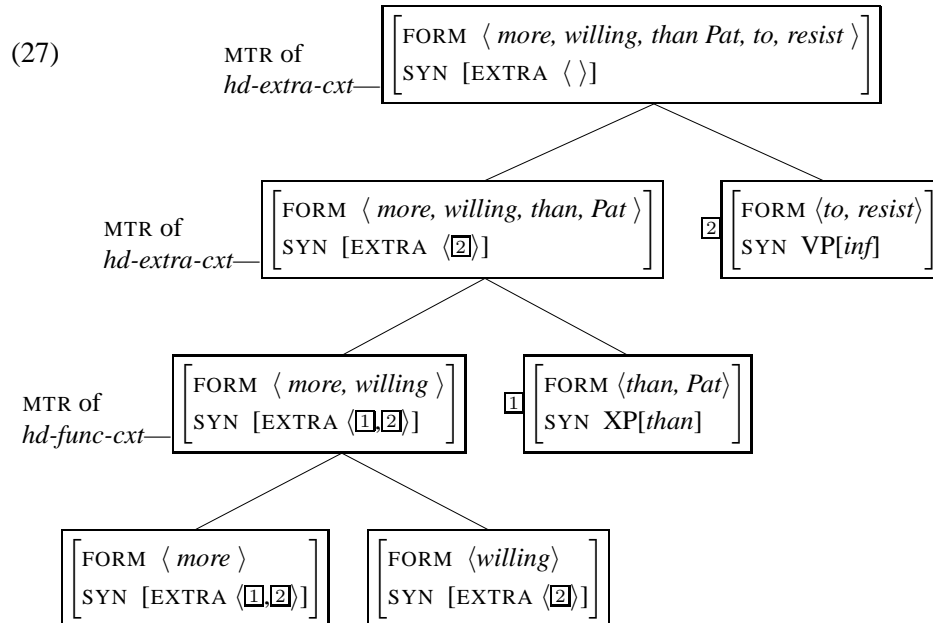 (27)
MTR of
hd-extra-cxt
FORM ⟨ more, willing, than Pat, to, resist ⟩
SYN [EXTRA ⟨ ⟩]
MTR of
hd-extra-cxt
FORM ⟨ more, willing, than, Pat ⟩
SYN [EXTRA ⟨2⟩]
2
FORM ⟨to, resist⟩
SYN VP[inf]
MTR of
hd-func-cxt
FORM ⟨ more, willing ⟩
SYN [EXTRA ⟨1,2⟩]
1
FORM ⟨than, Pat⟩
SYN XP[than]
FORM ⟨ more ⟩
SYN [EXTRA ⟨1,2⟩]
FORM ⟨willing⟩
SYN [EXTRA ⟨2⟩]